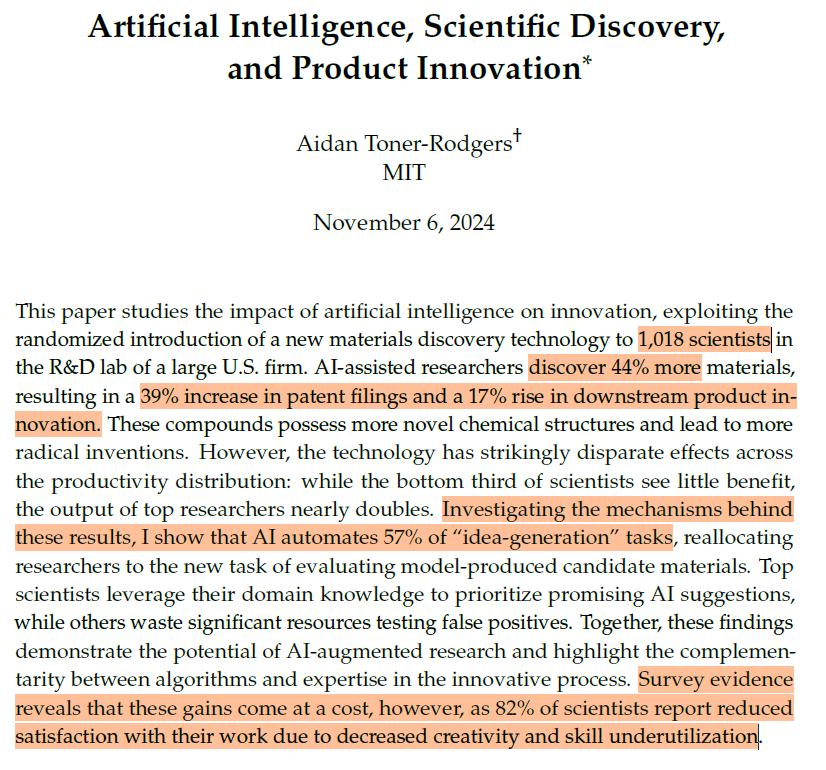 Artificial Intelligence, Scientific Discovery,
and Product Innovation*
Aidan Toner-Rodgers†
MIT
November 6, 2024
This paper studies the impact of artificial intelligence on innovation, exploiting the
randomized introduction of a new materials discovery technology to 1,018 scientists in
the R&D lab of a large U.S. firm. AI-assisted researchers discover 44% more materials,
resulting in a 39% increase in patent filings and a 17% rise in downstream product in-
novation. These compounds possess more novel chemical structures and lead to more
radical inventions. However, the technology has strikingly disparate effects across
the productivity distribution: while the bottom third of scientists see little benefit,
the output of top researchers nearly doubles. Investigating the mechanisms behind
these results, I show that AI automates 57% of “idea-generation” tasks, reallocating
researchers to the new task of evaluating model-produced candidate materials. Top
scientists leverage their domain knowledge to prioritize promising AI suggestions,
while others waste significant resources testing false positives. Together, these findings
demonstrate the potential of AI-augmented research and highlight the complemen-
tarity between algorithms and expertise in the innovative process. Survey evidence
reveals that these gains come at a cost, however, as 82% of scientists report reduced
satisfaction with their work due to decreased creativity and skill underutilization.